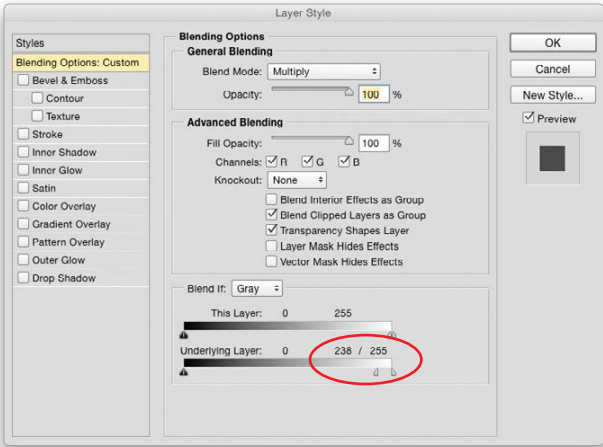 Layer Style
Styles
Blending Options: Custom
Bevel & Emboss
Contour
Texture
Stroke
Inner Shadow
Inner Glow
Satin
Color Overlay
Gradient Overlay
Pattern Overlay
Outer Glow
Drop Shadow
Blending Options
General Blending
Blend Mode: Multiply
Opacity: 100 %
Advanced Blending
Fill Opacity: 100 %
Channels: R G B
Knockout: None
Blend Interior Effects as Group
Blend Clipped Layers as Group
Transparency Shapes Layer
Layer Mask Hides Effects
Vector Mask Hides Effects
Blend If: Gray
This Layer: 0 255
Underlying Layer: 0 238 / 255
OK
Cancel
New Style...
Preview